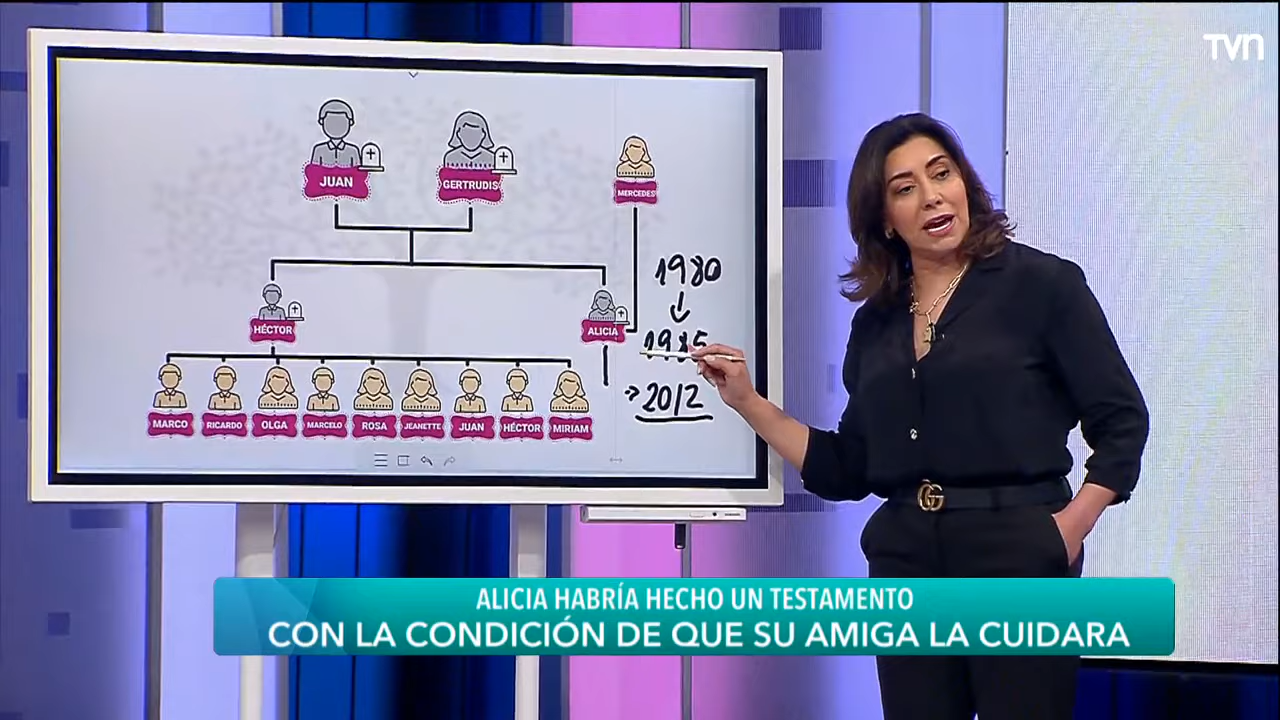 TVN
JUAN
GERTRUDIS
MERCEDES
1980
HÉCTOR
ALICIA
1985
2012
MARCO
RICARDO
OLGA
MARCELO
ROSA
JEANETTE
JUAN
HÉCTOR
MIRIAM
ALICIA HABRÍA HECHO UN TESTAMENTO
CON LA CONDICIÓN DE QUE SU AMIGA LA CUIDARA